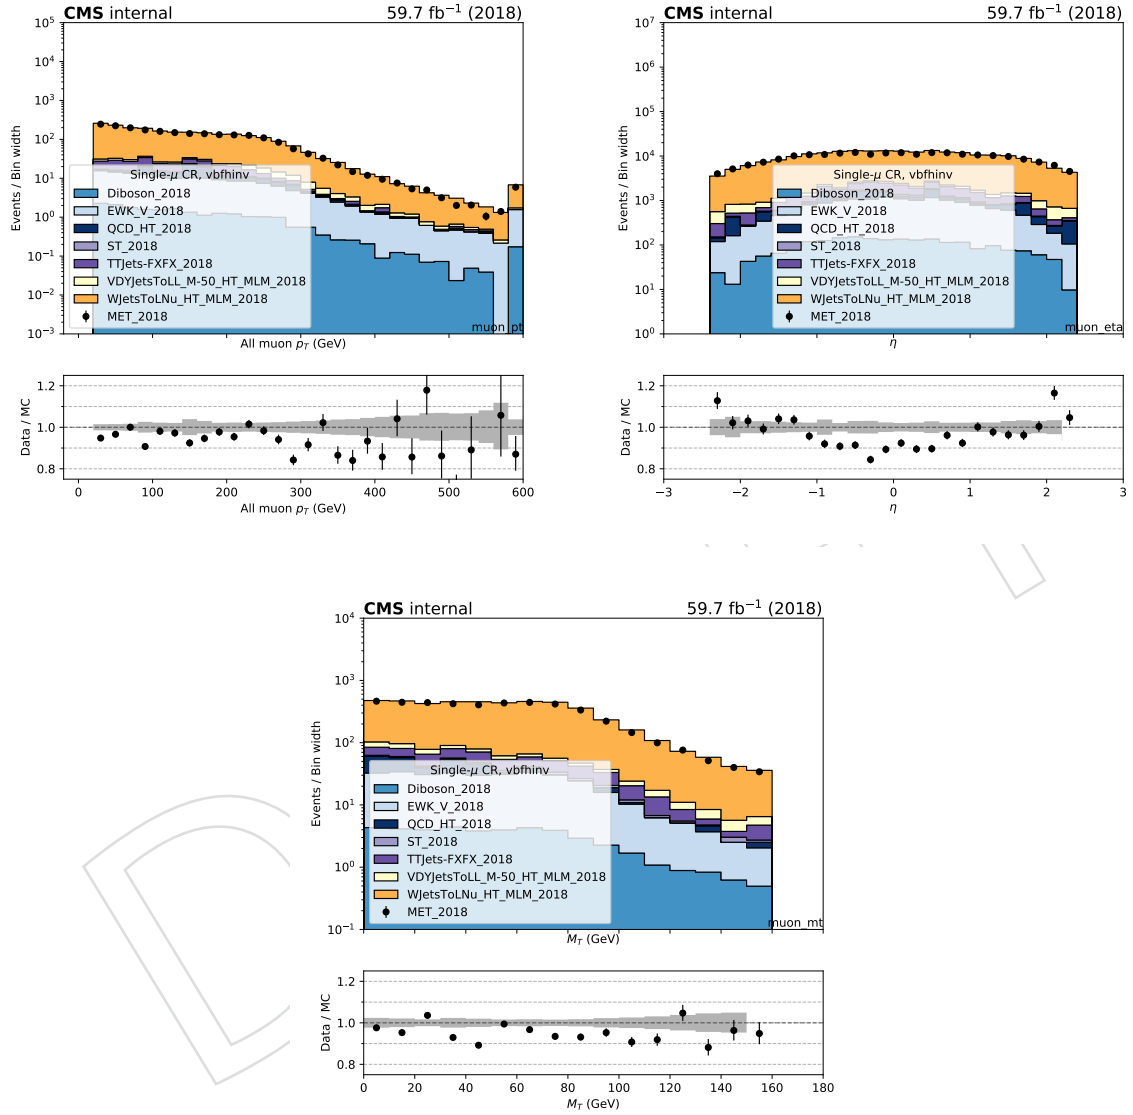 CMS internal 59.7 fb⁻¹ (2018)
Events / Bin width
10⁵
10⁴
10³
10²
10¹
10⁰
10⁻¹
10⁻²
10⁻³
Single-μ CR, vbfhinv
Diboson_2018
EWK_V_2018
QCD_HT_2018
ST_2018
TTJets-FXFX_2018
VDYJetsToLL_M-50_HT_MLM_2018
WJetsToLNu_HT_MLM_2018
MET_2018
muon_pt
All muon p_T (GeV)
Data / MC
1.2
1.0
0.8
0 100 200 300 400 500 600
All muon p_T (GeV)
CMS internal 59.7 fb⁻¹ (2018)
Events / Bin width
10⁷
10⁶
10⁵
10⁴
10³
10²
10¹
10⁰
Single-μ CR, vbfhinv
Diboson_2018
EWK_V_2018
QCD_HT_2018
ST_2018
TTJets-FXFX_2018
VDYJetsToLL_M-50_HT_MLM_2018
WJetsToLNu_HT_MLM_2018
MET_2018
muon_eta
η
Data / MC
1.2
1.0
0.8
−3 −2 −1 0 1 2 3
η
CMS internal 59.7 fb⁻¹ (2018)
Events / Bin width
10⁴
10³
10²
10¹
10⁰
10⁻¹
Single-μ CR, vbfhinv
Diboson_2018
EWK_V_2018
QCD_HT_2018
ST_2018
TTJets-FXFX_2018
VDYJetsToLL_M-50_HT_MLM_2018
WJetsToLNu_HT_MLM_2018
MET_2018
muon_mt
M_T (GeV)
Data / MC
1.2
1.0
0.8
0 20 40 60 80 100 120 140 160 180
M_T (GeV)